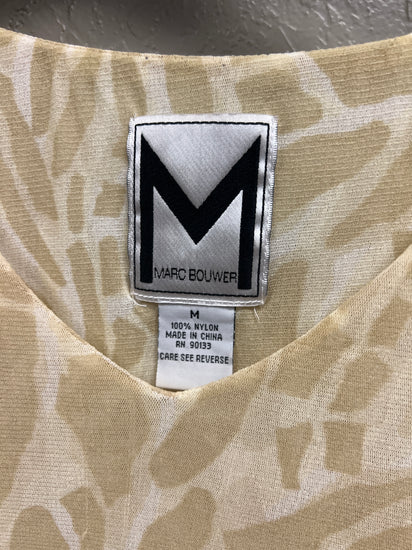 M
MARC BOUWER
M
100% NYLON
MADE IN CHINA
RN 90133
CARE SEE REVERSE